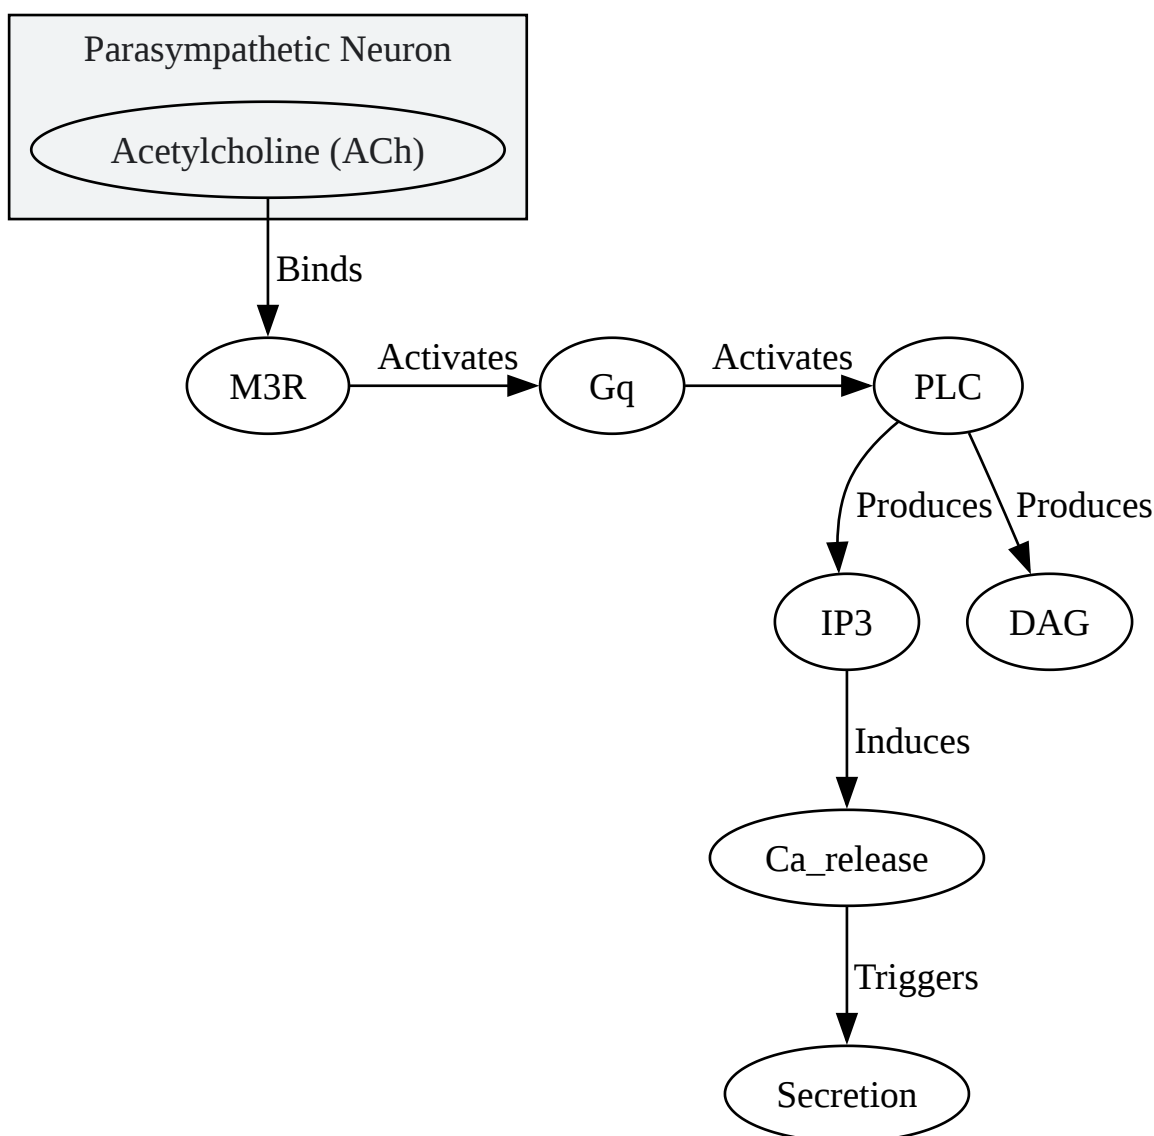 Parasympathetic Neuron
Acetylcholine (ACh)
Binds
M3R
Activates
Gq
Activates
PLC
Produces
Produces
IP3
DAG
Induces
Ca_release
Triggers
Secretion